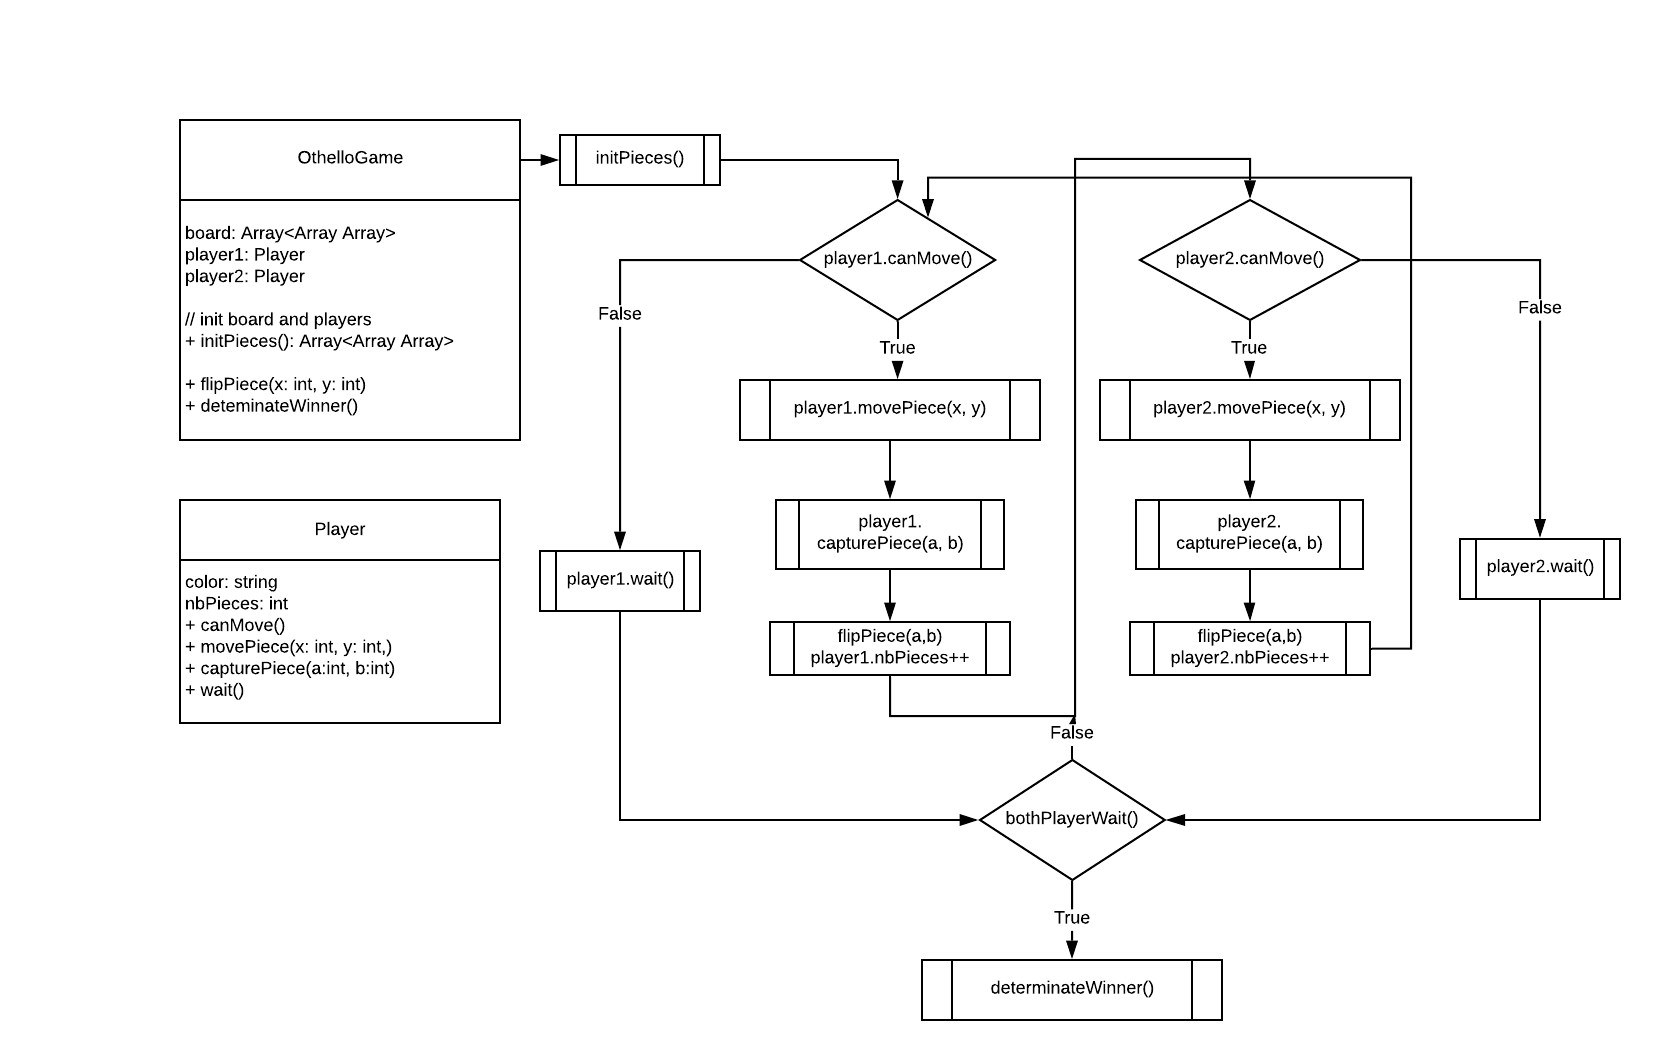 OthelloGame
board: Array<Array Array>
player1: Player
player2: Player
// init board and players
+ initPieces(): Array<Array Array>
+ flipPiece(x: int, y: int)
+ deteminateWinner()
Player
color: string
nbPieces: int
+ canMove()
+ movePiece(x: int, y: int,)
+ capturePiece(a:int, b:int)
+ wait()
initPieces()
player1.canMove()
False
True
player1.movePiece(x, y)
player1.
capturePiece(a, b)
flipPiece(a,b)
player1.nbPieces++
player1.wait()
player2.canMove()
False
True
player2.movePiece(x, y)
player2.
capturePiece(a, b)
flipPiece(a,b)
player2.nbPieces++
player2.wait()
False
bothPlayerWait()
True
determinateWinner()